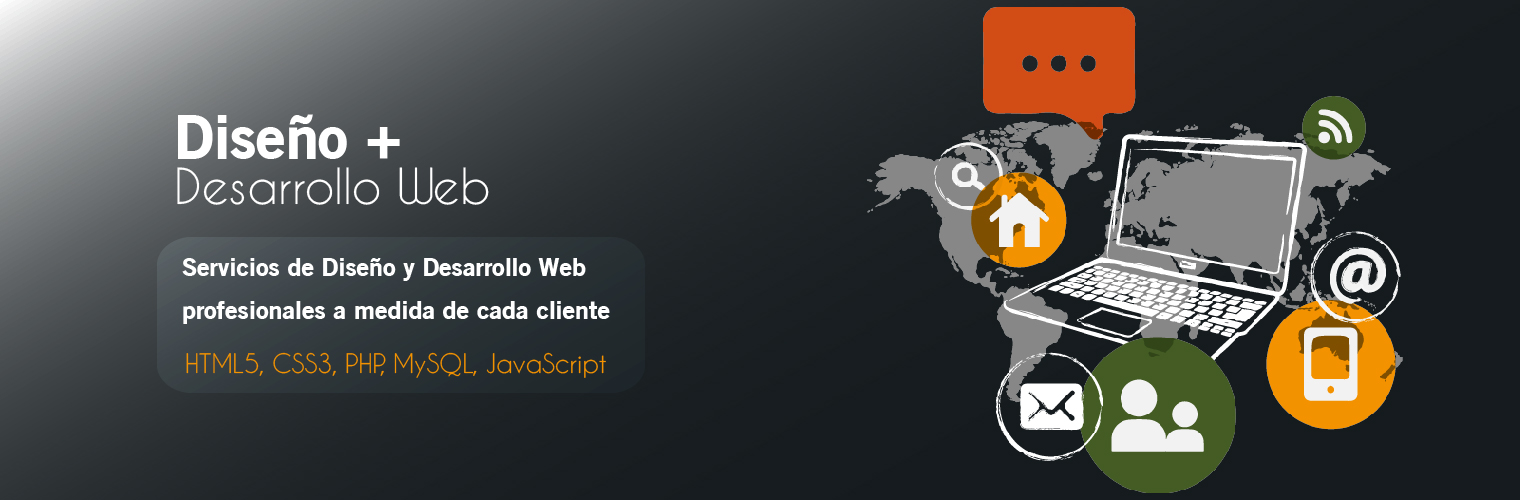 Diseño +
Desarrollo Web
Servicios de Diseño y Desarrollo Web
profesionales a medida de cada cliente
HTML5, CSS3, PHP, MySQL, JavaScript
@